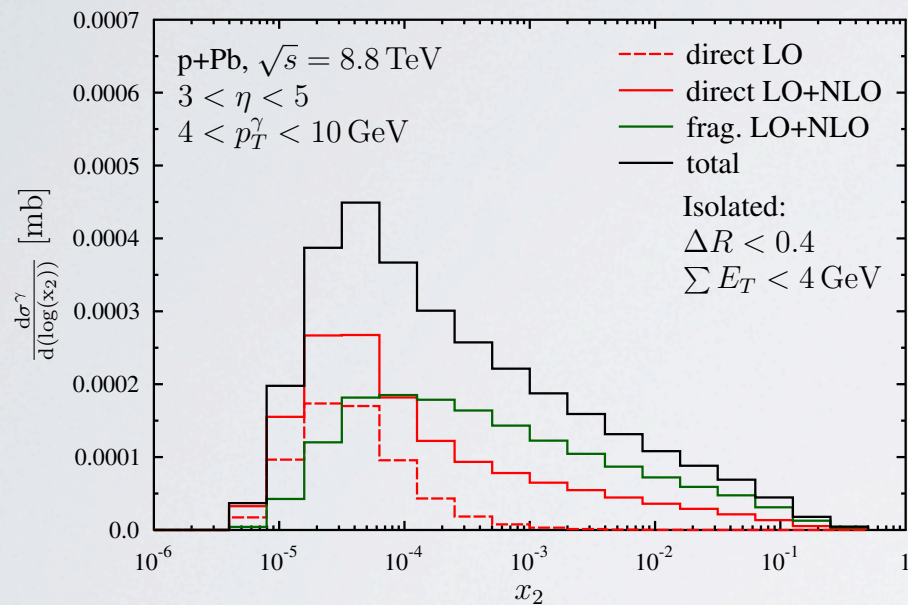 0.0007
0.0006
0.0005
0.0004
0.0003
0.0002
0.0001
0.0
dσ^γ/d(log(x₂)) [mb]
p+Pb, √s = 8.8 TeV
3 < η < 5
4 < p_T^γ < 10 GeV
direct LO
direct LO+NLO
frag. LO+NLO
total
Isolated:
ΔR < 0.4
∑ E_T < 4 GeV
10⁻⁶ 10⁻⁵ 10⁻⁴ 10⁻³ 10⁻² 10⁻¹ 1
x₂